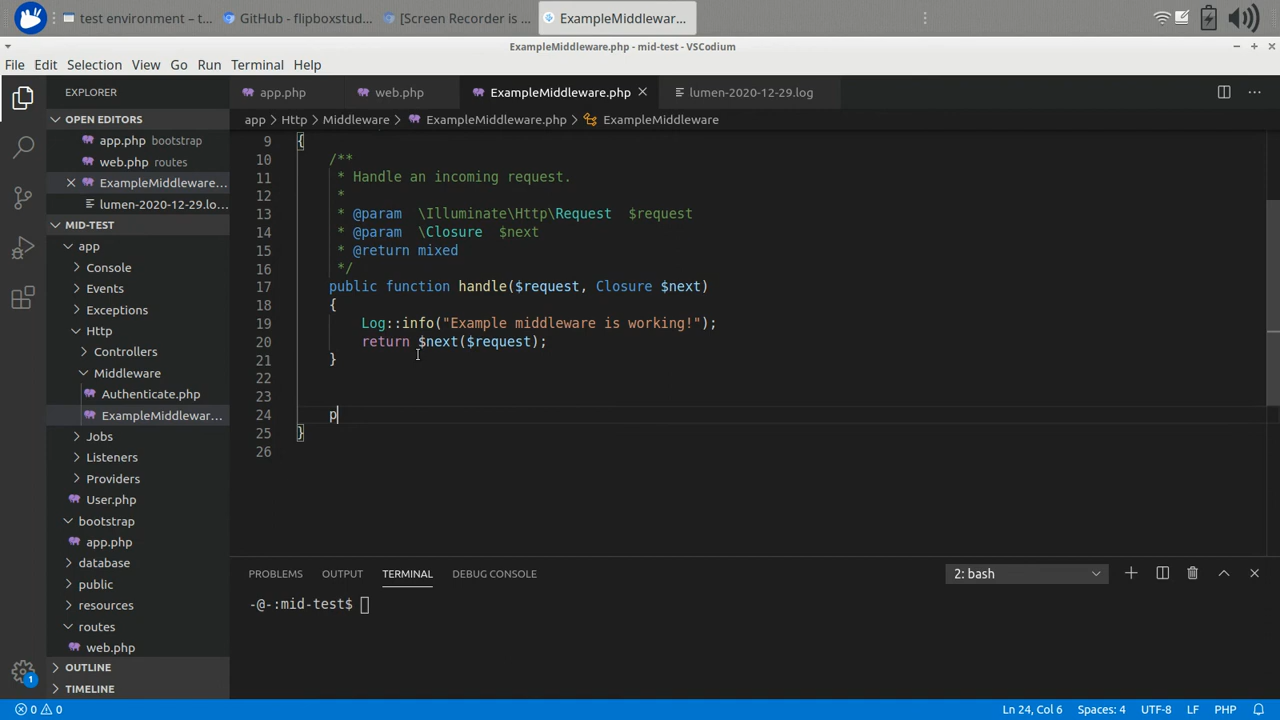 test environment – t...
GitHub - flipboxstud...
[Screen Recorder is ...
ExampleMiddlewar...
ExampleMiddleware.php - mid-test - VSCodium
File Edit Selection View Go Run Terminal Help
EXPLORER
app.php
web.php
ExampleMiddleware.php
lumen-2020-12-29.log
OPEN EDITORS
app.php bootstrap
web.php routes
ExampleMiddleware...
lumen-2020-12-29.lo...
MID-TEST
app
Console
Events
Exceptions
Http
Controllers
Middleware
Authenticate.php
ExampleMiddlewar...
Jobs
Listeners
Providers
User.php
bootstrap
app.php
database
public
resources
routes
web.php
OUTLINE
TIMELINE
1
app Http Middleware ExampleMiddleware.php ExampleMiddleware
9 {
10 /**
11 * Handle an incoming request.
12 *
13 * @param \Illuminate\Http\Request $request
14 * @param \Closure $next
15 * @return mixed
16 */
17 public function handle($request, Closure $next)
18 {
19 Log::info("Example middleware is working!");
20 return $next($request);
21 }
22
23
24 p
25 }
26
PROBLEMS OUTPUT TERMINAL DEBUG CONSOLE
2: bash
-@-:mid-test$
0 0
Ln 24, Col 6 Spaces: 4 UTF-8 LF PHP